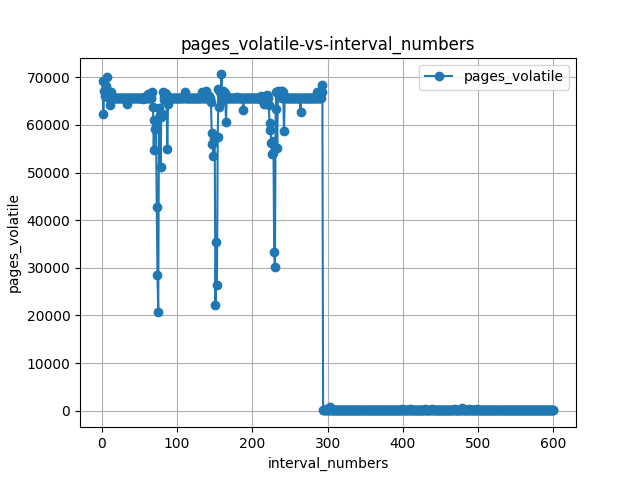 pages_volatile-vs-interval_numbers
pages_volatile
70000
60000
50000
40000
30000
20000
10000
0
pages_volatile
0 100 200 300 400 500 600
interval_numbers